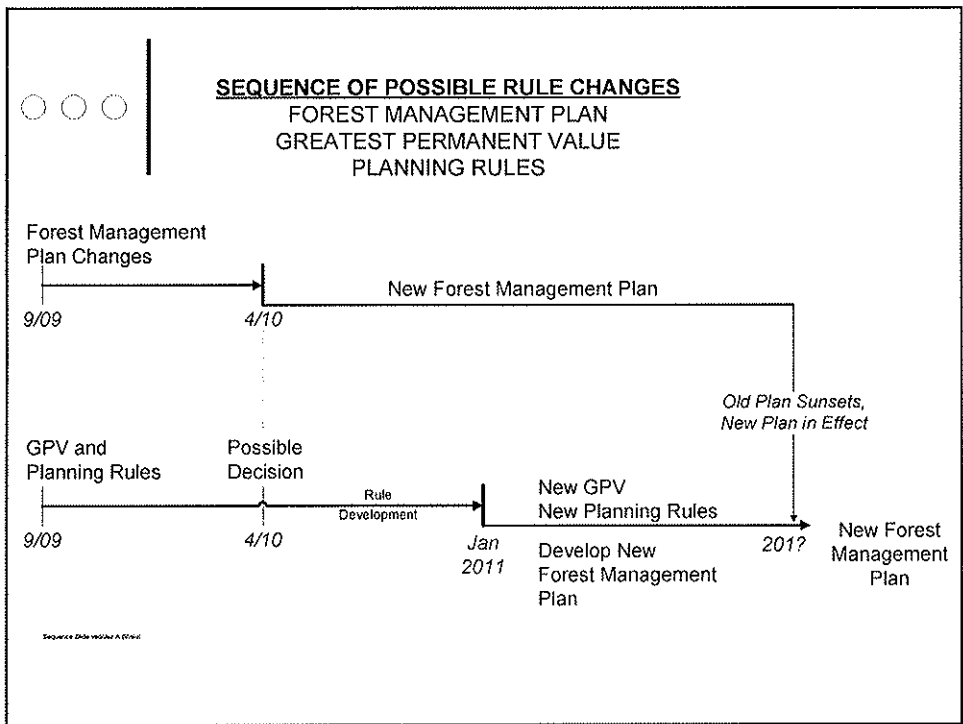 SEQUENCE OF POSSIBLE RULE CHANGES
FOREST MANAGEMENT PLAN
GREATEST PERMANENT VALUE
PLANNING RULES
Forest Management
Plan Changes
New Forest Management Plan
9/09
4/10
Old Plan Sunsets,
New Plan in Effect
GPV and
Planning Rules
Possible
Decision
Rule
Development
New GPV
New Planning Rules
9/09
4/10
Jan
2011
Develop New
Forest Management
Plan
201?
New Forest
Management
Plan
Sequence